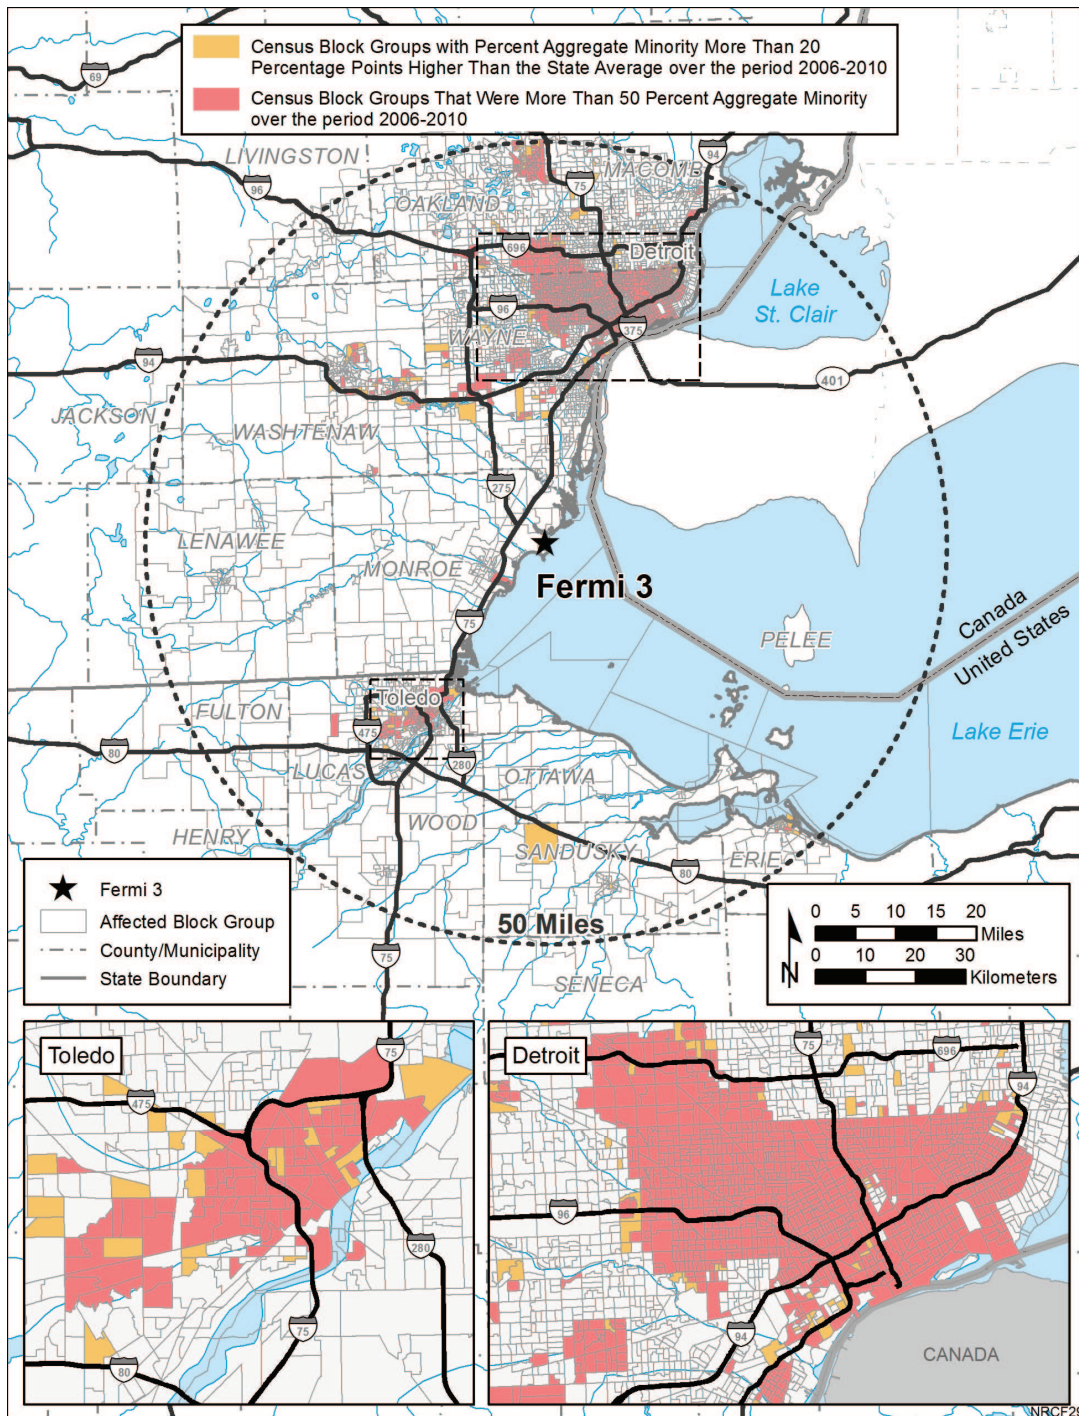 Census Block Groups with Percent Aggregate Minority More Than 20
Percentage Points Higher Than the State Average over the period 2006-2010
Census Block Groups That Were More Than 50 Percent Aggregate Minority
over the period 2006-2010
69
LIVINGSTON
MACOMB
94
75
96
OAKLAND
696
Detroit
Lake
St. Clair
96
375
WAYNE
94
401
JACKSON
WASHTENAW
275
LENAWEE
MONROE
Fermi 3
75
PELEE
Canada
United States
Toledo
FULTON
475
Lake Erie
80
LUCAS
280
OTTAWA
WOOD
HENRY
SANDUSKY
ERIE
80
50 Miles
75
SENECA
Fermi 3
Affected Block Group
County/Municipality
State Boundary
0 5 10 15 20
Miles
0 10 20 30
Kilometers
N
Toledo
75
475
280
75
80
Detroit
75
696
94
96
94
CANADA
NRCF29